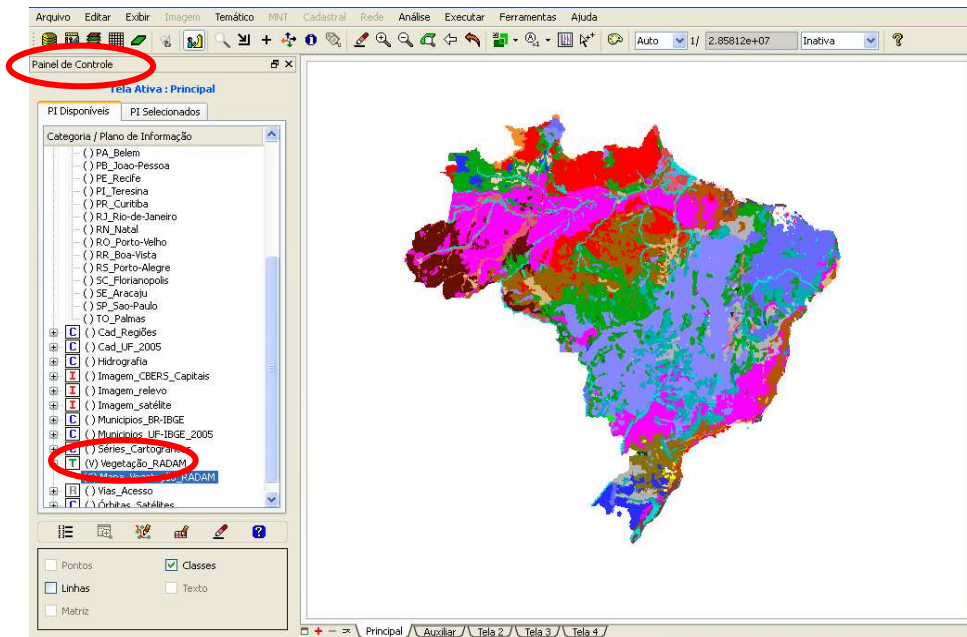 Arquivo Editar Exibir Imagem Temático MNT Cadastral Rede Análise Executar Ferramentas Ajuda
Auto 1/ 2.85812e+07 Inativa
Painel de Controle
Tela Ativa : Principal
PI Disponíveis PI Selecionados
Categoria / Plano de Informação
( ) PA_Belem
( ) PB_Joao-Pessoa
( ) PE_Recife
( ) PI_Teresina
( ) PR_Curitiba
( ) RJ_Rio-de-Janeiro
( ) RN_Natal
( ) RO_Porto-Velho
( ) RR_Boa-Vista
( ) RS_Porto-Alegre
( ) SC_Florianopolis
( ) SE_Aracaju
( ) SP_Sao-Paulo
( ) TO_Palmas
C ( ) Cad_Regiões
C ( ) Cad_UF_2005
C ( ) Hidrografia
I ( ) Imagem_CBERS_Capitais
I ( ) Imagem_relevo
I ( ) Imagem_satélite
C ( ) Municipios_BR-IBGE
C ( ) Municipios_UF-IBGE_2005
C ( ) Séries_Cartograficas
T (V) Vegetação_RADAM
Mapa_Vegetação_RADAM
R ( ) Vias_Acesso
C ( ) Órbitas_Satélites
Pontos Classes
Linhas Texto
Matriz
Principal Auxiliar Tela 2 Tela 3 Tela 4